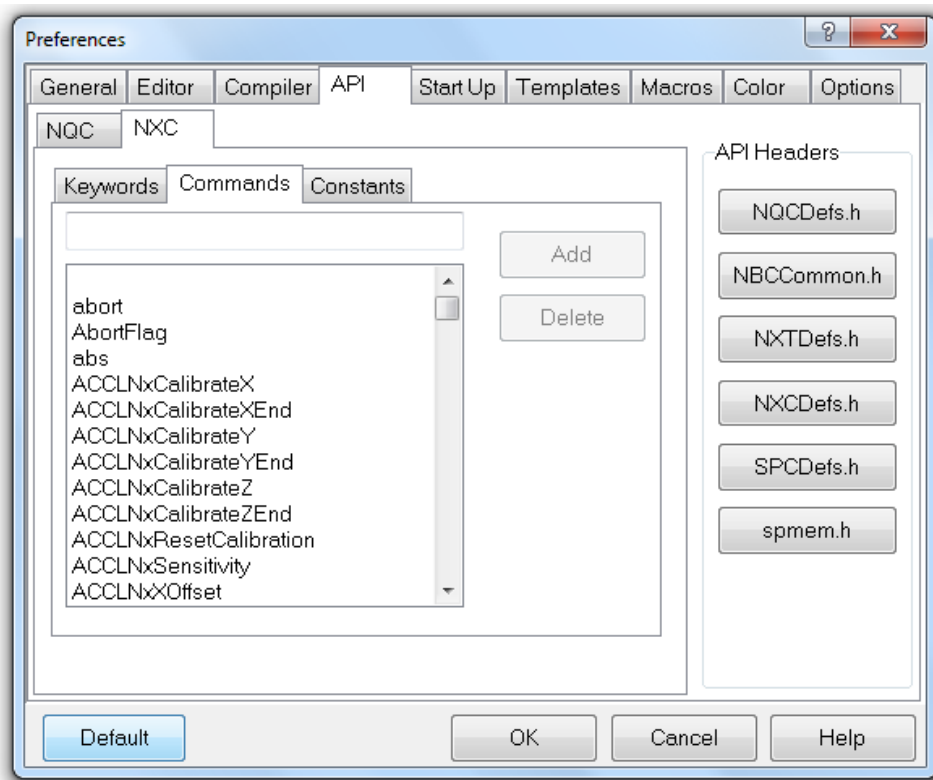 Preferences
General Editor Compiler API Start Up Templates Macros Color Options
NQC NXC
API Headers
Keywords Commands Constants
NQCDefs.h
Add
NBCCommon.h
abort
Delete
AbortFlag
NXTDefs.h
abs
ACCLNxCalibrateX
ACCLNxCalibrateXEnd
NXCDefs.h
ACCLNxCalibrateY
ACCLNxCalibrateYEnd
SPCDefs.h
ACCLNxCalibrateZ
ACCLNxCalibrateZEnd
spmem.h
ACCLNxResetCalibration
ACCLNxSensitivity
ACCLNxXOffset
Default OK Cancel Help